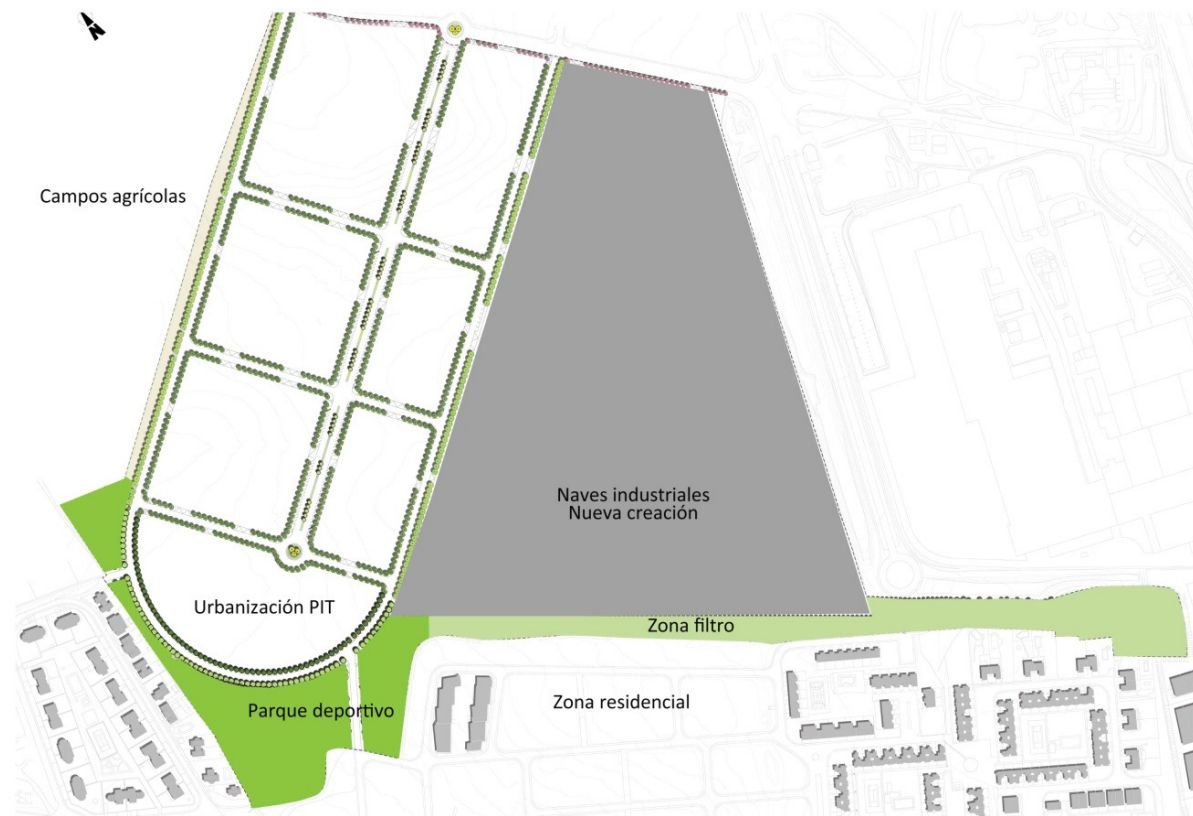 N
Campos agrícolas
Naves industriales
Nueva creación
Urbanización PIT
Zona filtro
Zona residencial
Parque deportivo